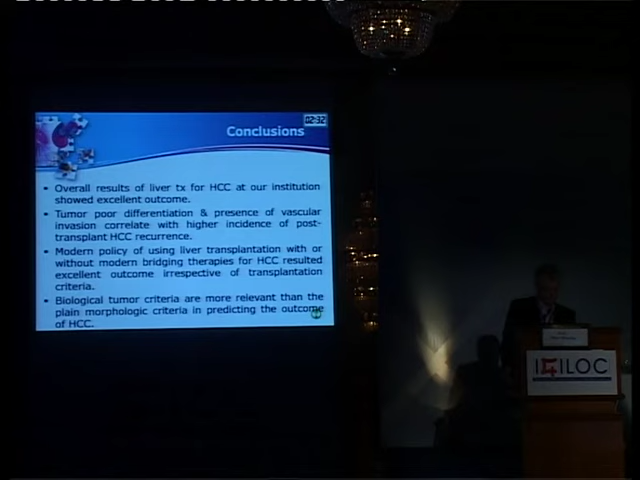 02:32
Conclusions
• Overall results of liver tx for HCC at our institution
showed excellent outcome.
• Tumor poor differentiation & presence of vascular
invasion correlate with higher incidence of post-
transplant HCC recurrence.
• Modern policy of using liver transplantation with or
without modern bridging therapies for HCC resulted
excellent outcome irrespective of transplantation
criteria.
• Biological tumor criteria are more relevant than the
plain morphologic criteria in predicting the outcome
of HCC.
ILOC